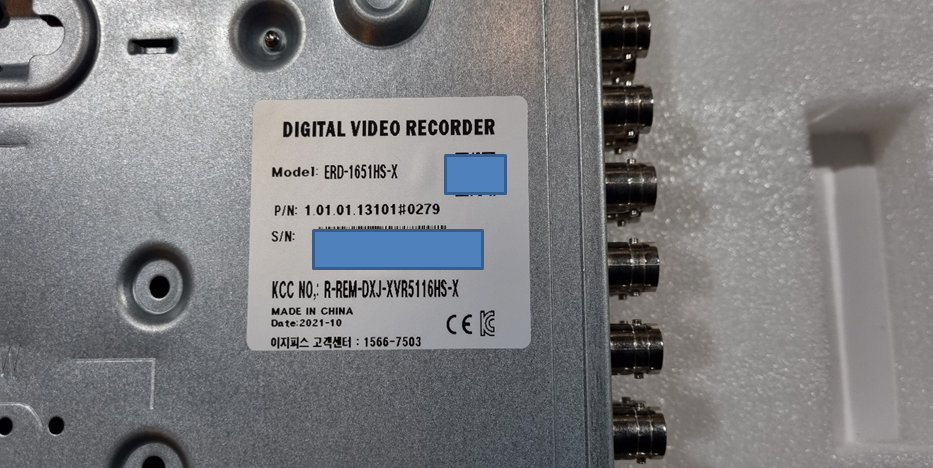 DIGITAL VIDEO RECORDER
Model: ERD-1651HS-X
P/N: 1.01.01.13101#0279
S/N:
KCC NO,: R-REM-DXJ-XVR5116HS-X
MADE IN CHINA
Date:2021-10
CE
이지피스 고객센터 : 1566-7503